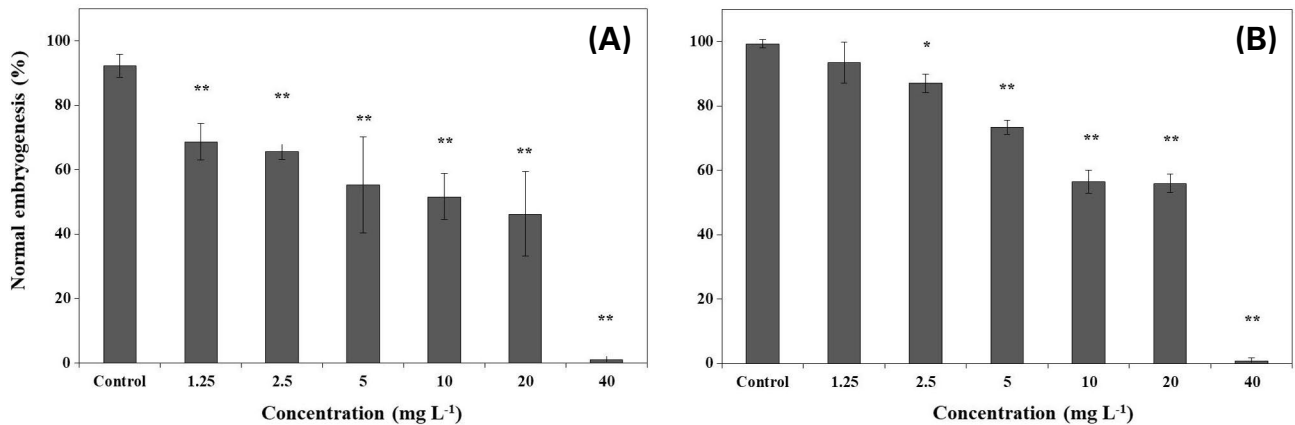 (A)
Normal embryogenesis (%)
100
80
60
40
20
0
** ** ** ** ** **
Control 1.25 2.5 5 10 20 40
Concentration (mg L⁻¹)
(B)
100
80
60
40
20
0
* ** ** ** **
Control 1.25 2.5 5 10 20 40
Concentration (mg L⁻¹)